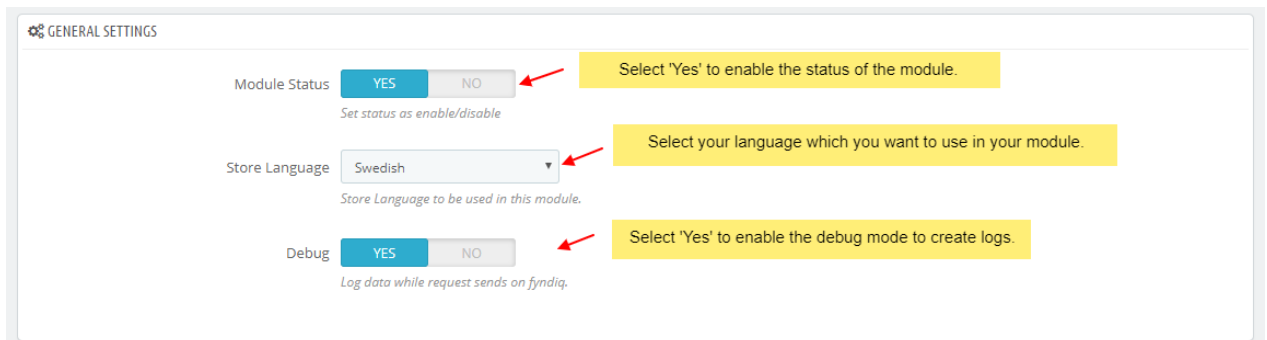 GENERAL SETTINGS
Module Status YES NO Select 'Yes' to enable the status of the module.
Set status as enable/disable
Store Language Swedish Select your language which you want to use in your module.
Store Language to be used in this module.
Debug YES NO Select 'Yes' to enable the debug mode to create logs.
Log data while request sends on fyndiq.